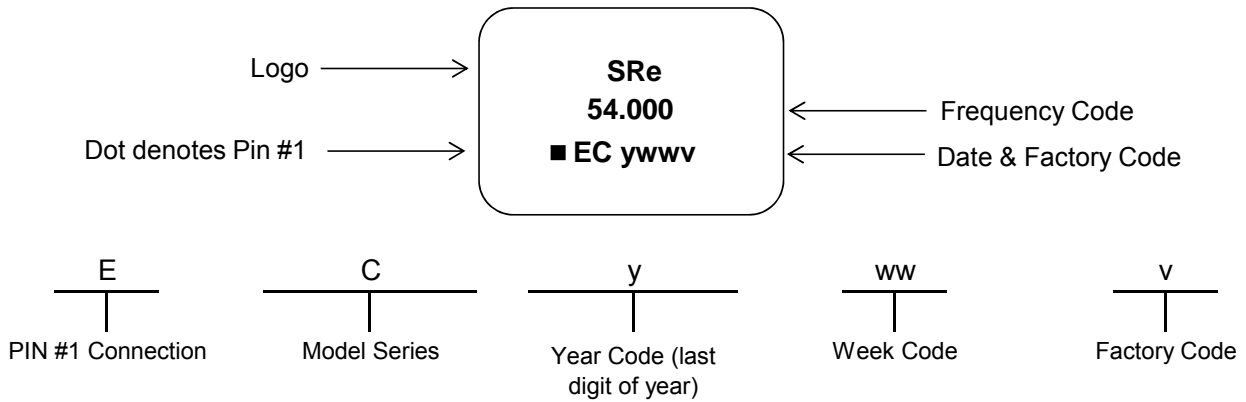 Logo
SRe
54.000
Frequency Code
Dot denotes Pin #1
■ EC ywwv
Date & Factory Code
E
C
y
ww
v
PIN #1 Connection
Model Series
Year Code (last
digit of year)
Week Code
Factory Code